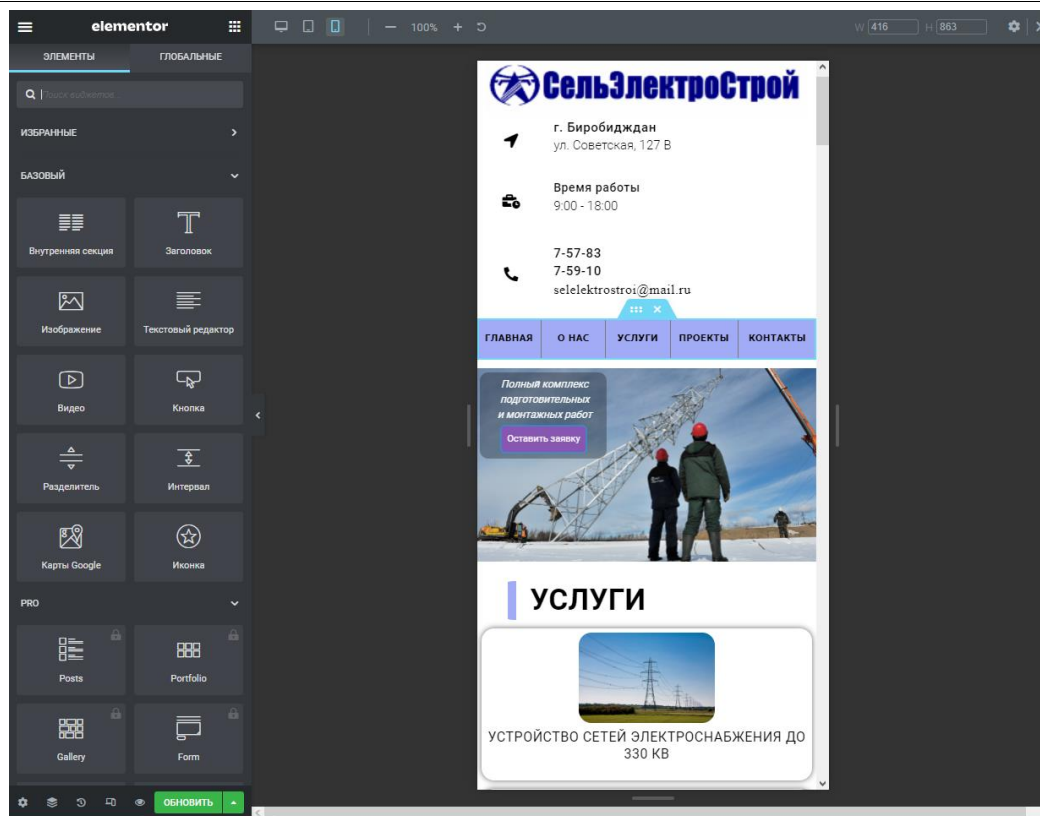 elementor
ЭЛЕМЕНТЫ
ГЛОБАЛЬНЫЕ
Поиск виджетов...
ИЗБРАННЫЕ
БАЗОВЫЙ
Внутренняя секция
Заголовок
Изображение
Текстовый редактор
Видео
Кнопка
Разделитель
Интервал
Карты Google
Иконка
PRO
Posts
Portfolio
Gallery
Form
ОБНОВИТЬ
100%
W 416
H 863
СельЭлектроСтрой
г. Биробиджан
ул. Советская, 127 В
Время работы
9:00 - 18:00
7-57-83
7-59-10
selelektrostroi@mail.ru
ГЛАВНАЯ
О НАС
УСЛУГИ
ПРОЕКТЫ
КОНТАКТЫ
Полный комплекс
подготовительных
и монтажных работ
Оставить заявку
УСЛУГИ
УСТРОЙСТВО СЕТЕЙ ЭЛЕКТРОСНАБЖЕНИЯ ДО
330 КВ